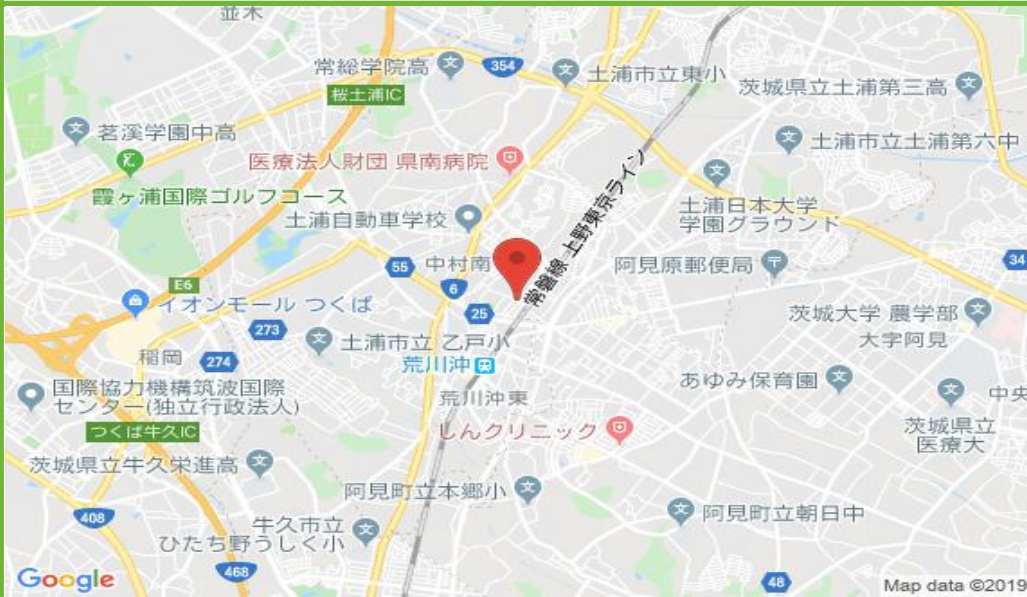 並木
常総学院高
354
土浦市立東小
茨城県立土浦第三高
桜土浦IC
茗溪学園中高
土浦市立土浦第六中
医療法人財団 県南病院
霞ヶ浦国際ゴルフコース
土浦自動車学校
常磐線 上野東京ライン
土浦日本大学
学園グラウンド
55
中村南
阿見原郵便局
34
E6
6
イオンモール つくば
25
茨城大学 農学部
大字阿見
273
土浦市立 乙戸小
稲岡
274
荒川沖
国際協力機構筑波国際
センター(独立行政法人)
荒川沖東
あゆみ保育園
中央
つくば牛久IC
しんクリニック
茨城県立
医療大
茨城県立牛久栄進高
阿見町立本郷小
408
牛久市立
ひたち野うしく小
阿見町立朝日中
468
48
Google
Map data ©2019